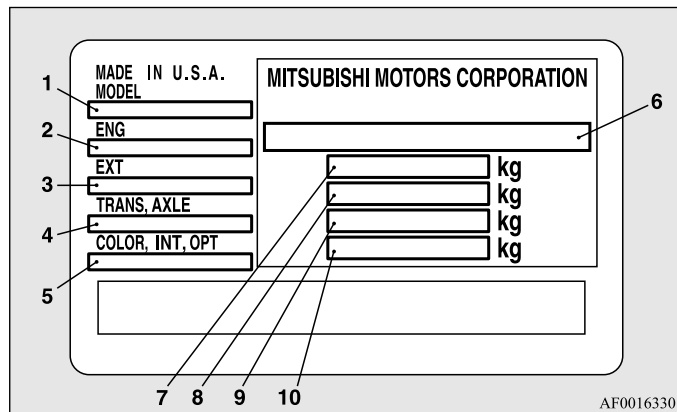 MADE IN U.S.A.
MODEL
ENG
EXT
TRANS, AXLE
COLOR, INT, OPT
MITSUBISHI MOTORS CORPORATION
kg
kg
kg
kg
1
2
3
4
5
6
7
8
9
10
AF0016330